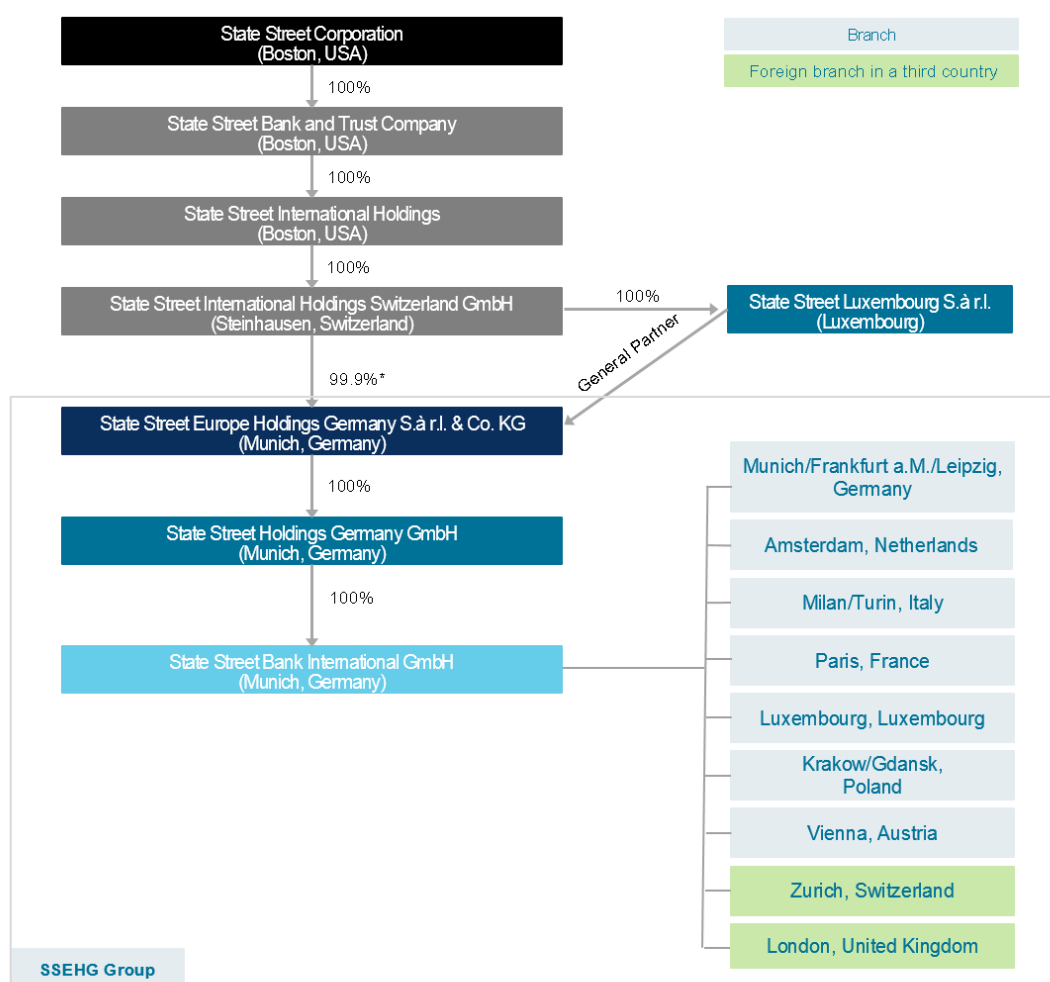 State Street Corporation
(Boston, USA)
Branch
Foreign branch in a third country
100%
State Street Bank and Trust Company
(Boston, USA)
100%
State Street International Holdings
(Boston, USA)
100%
State Street International Holdings Switzerland GmbH
(Steinhausen, Switzerland)
100%
State Street Luxembourg S.à r.l.
(Luxembourg)
General Partner
99.9%*
State Street Europe Holdings Germany S.à r.l. & Co. KG
(Munich, Germany)
100%
State Street Holdings Germany GmbH
(Munich, Germany)
100%
State Street Bank International GmbH
(Munich, Germany)
Munich/Frankfurt a.M./Leipzig,
Germany
Amsterdam, Netherlands
Milan/Turin, Italy
Paris, France
Luxembourg, Luxembourg
Krakow/Gdansk,
Poland
Vienna, Austria
Zurich, Switzerland
London, United Kingdom
SSEHG Group